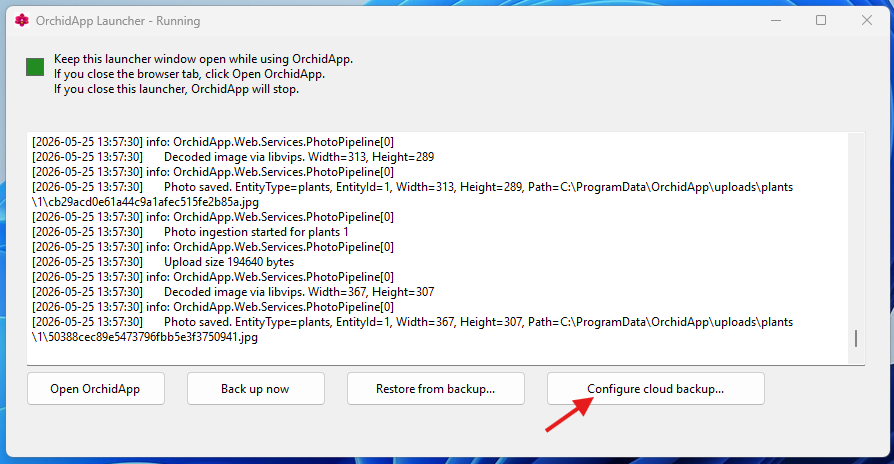 OrchidApp Launcher - Running
Keep this launcher window open while using OrchidApp.
If you close the browser tab, click Open OrchidApp.
If you close this launcher, OrchidApp will stop.
[2026-05-25 13:57:30] info: OrchidApp.Web.Services.PhotoPipeline[0]
[2026-05-25 13:57:30] Decoded image via libvips. Width=313, Height=289
[2026-05-25 13:57:30] info: OrchidApp.Web.Services.PhotoPipeline[0]
[2026-05-25 13:57:30] Photo saved. EntityType=plants, EntityId=1, Width=313, Height=289, Path=C:\ProgramData\OrchidApp\uploads\plants
\1\cb29acd0e61a44c9a1afec515fe2b85a.jpg
[2026-05-25 13:57:30] info: OrchidApp.Web.Services.PhotoPipeline[0]
[2026-05-25 13:57:30] Photo ingestion started for plants 1
[2026-05-25 13:57:30] info: OrchidApp.Web.Services.PhotoPipeline[0]
[2026-05-25 13:57:30] Upload size 194640 bytes
[2026-05-25 13:57:30] info: OrchidApp.Web.Services.PhotoPipeline[0]
[2026-05-25 13:57:30] Decoded image via libvips. Width=367, Height=307
[2026-05-25 13:57:30] info: OrchidApp.Web.Services.PhotoPipeline[0]
[2026-05-25 13:57:30] Photo saved. EntityType=plants, EntityId=1, Width=367, Height=307, Path=C:\ProgramData\OrchidApp\uploads\plants
\1\50388cec89e5473796fbb5e3f3750941.jpg
Open OrchidApp
Back up now
Restore from backup...
Configure cloud backup...